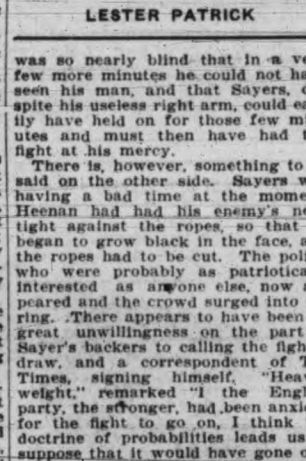 LESTER PATRICK
was so nearly blind that in a
few more minutes he could not
seen his man, and that Sayers,
spite his useless right arm, could
ily have held on for those few
utes and must then have had
fight at his mercy.
There is, however, something to
said on the other side. Sayers
having a bad time at the
Heenan had had his enemy's
tight against the ropes, so that
began to grow black in the face,
the ropes had to be cut. The
who were probably as
interested as anyone else, now
peared and the crowd surged into
ring. There appears to have been
great unwillingness on the part
Sayer's backers to calling the
draw, and a correspondent of
Times, signing himself, "Hea
weight," remarked "I the
party, the stronger, had been
for the fight to go on, I think
doctrine of probabilities leads
suppose that it would have gone